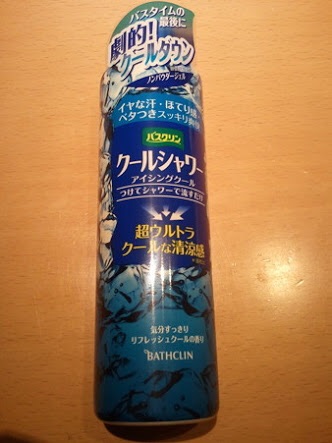 バスタイムの
最後に
劇的!
クールダウン
ノンパウダージェル
イヤな汗・ほてり感
ベタつきスッキリ爽快
バスクリン
クールシャワー
アイシングクール
つけてシャワーで流すだけ
超ウルトラ
クールな清涼感
気分すっきり
リフレッシュクールの香り
BATHCLIN